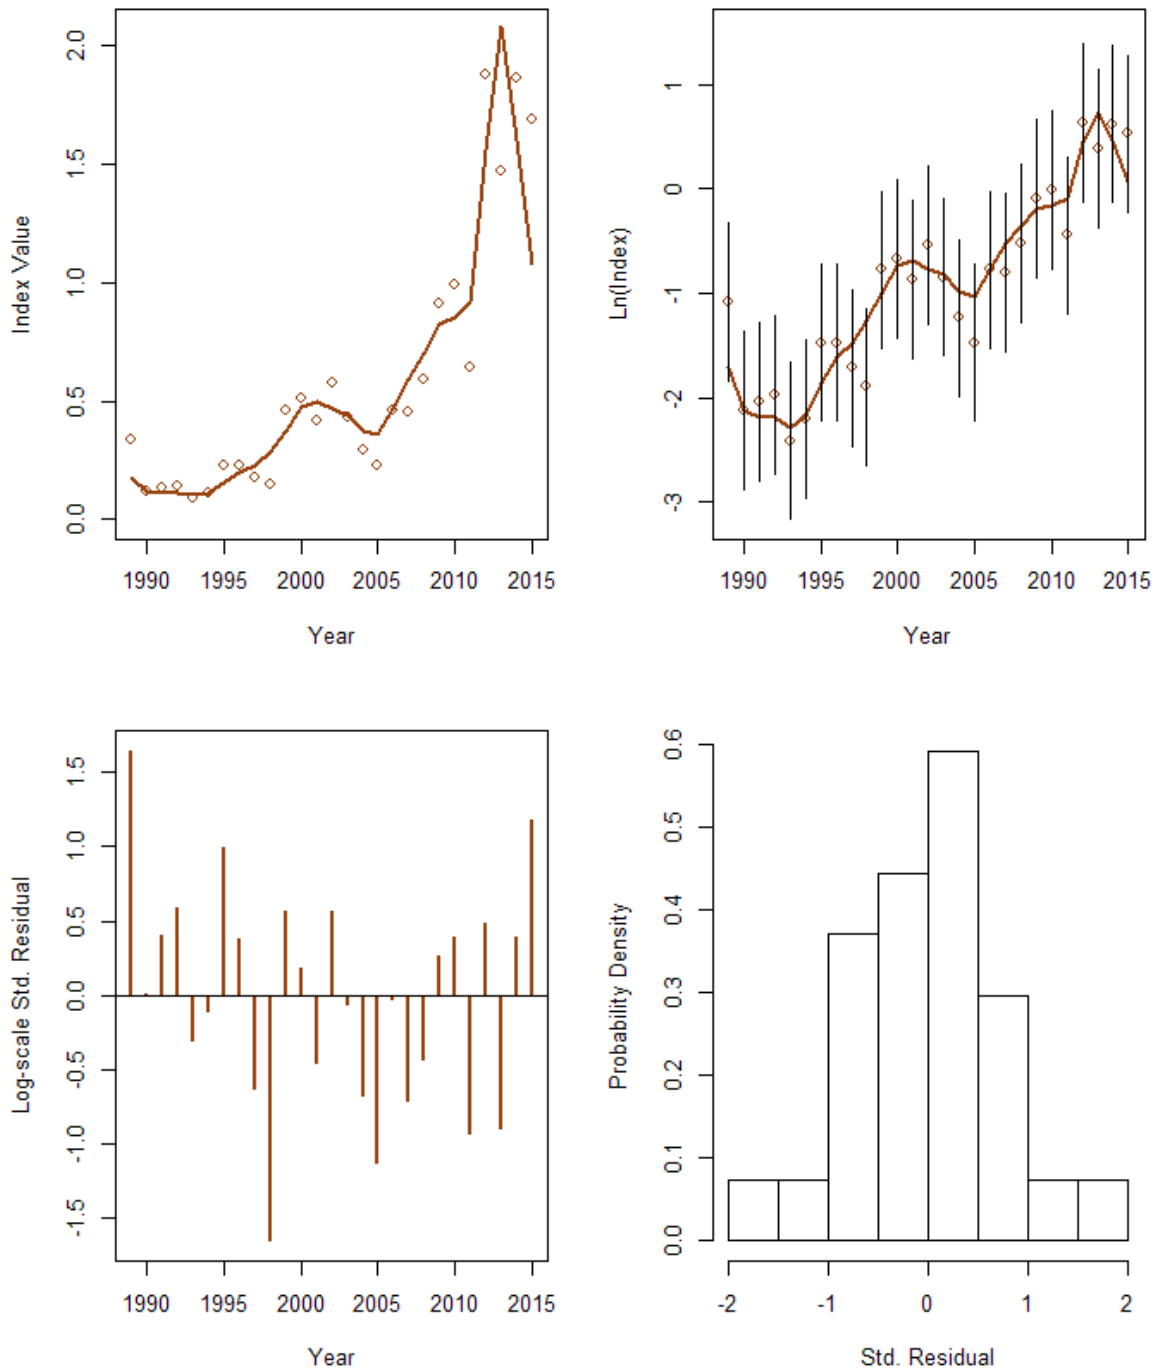 2.0
1.5
1.0
0.5
0.0
Index Value
1990 1995 2000 2005 2010 2015
Year
1
0
-1
-2
-3
Ln(Index)
1990 1995 2000 2005 2010 2015
Year
1.5
1.0
0.5
0.0
-0.5
-1.0
-1.5
Log-scale Std. Residual
1990 1995 2000 2005 2010 2015
Year
0.6
0.5
0.4
0.3
0.2
0.1
0.0
Probability Density
-2 -1 0 1 2
Std. Residual